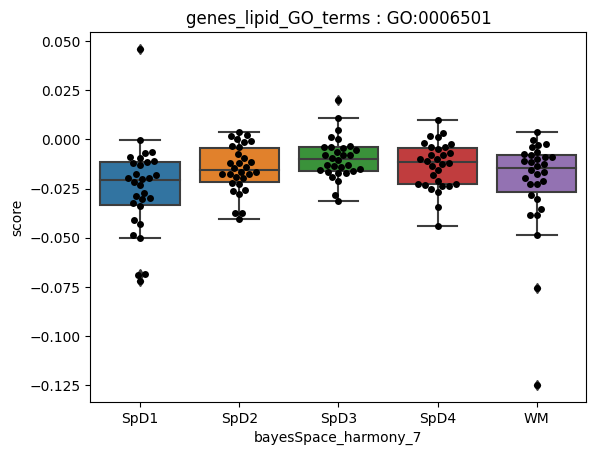 genes_lipid_GO_terms : GO:0006501
0.050
0.025
0.000
−0.025
−0.050
−0.075
−0.100
−0.125
score
SpD1 SpD2 SpD3 SpD4 WM
bayesSpace_harmony_7